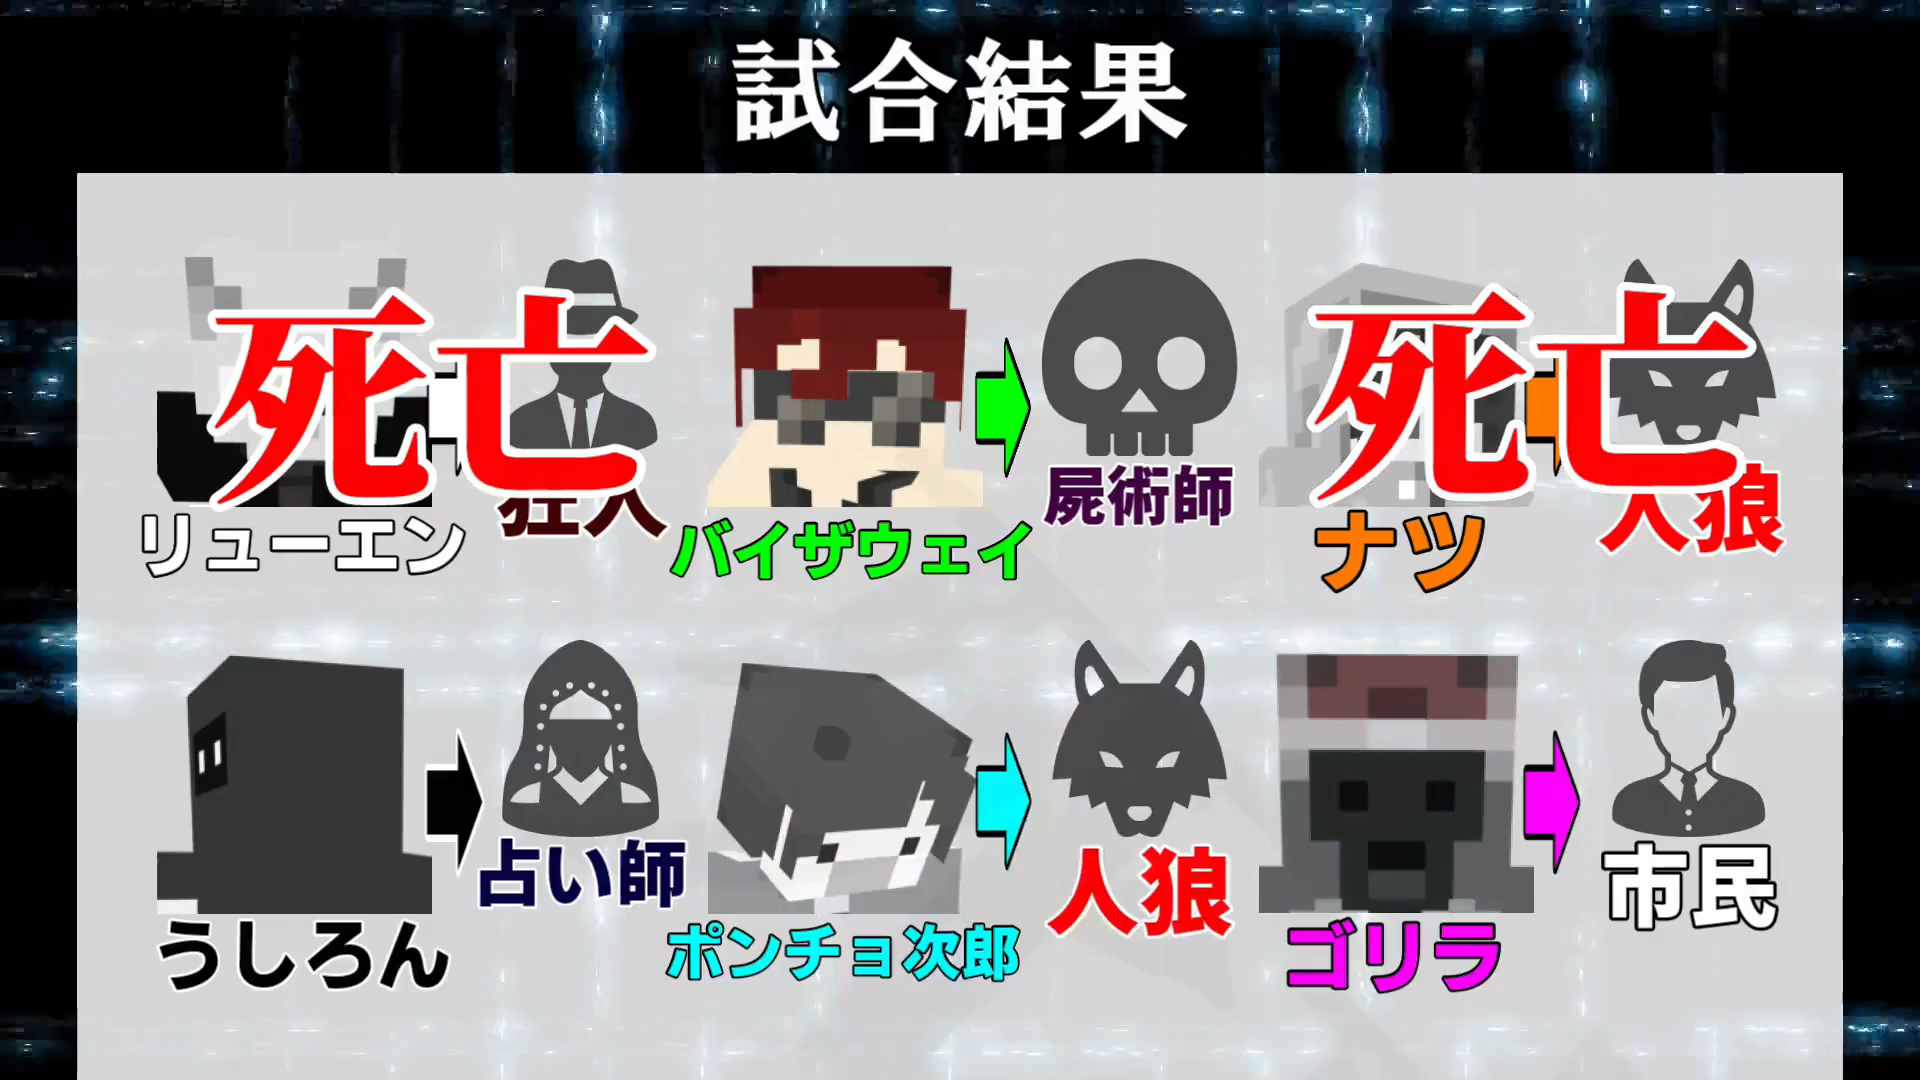 試合結果
死亡
狂人
リューエン
屍術師
バイザウェイ
死亡
人狼
ナツ
占い師
うしろん
人狼
ポンチョ次郎
市民
ゴリラ